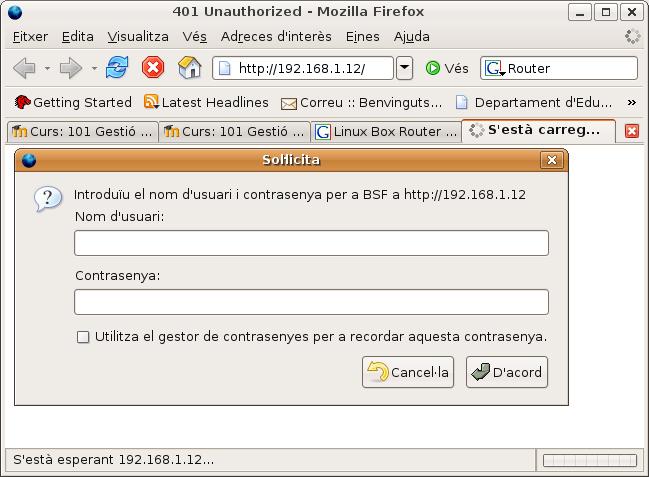 401 Unauthorized - Mozilla Firefox
Fitxer Edita Visualitza Vés Adreces d'interès Eines Ajuda
http://192.168.1.12/ Vés Router
Getting Started Latest Headlines Correu :: Benvinguts... Departament d'Edu... »
Curs: 101 Gestió ... Curs: 101 Gestió ... Linux Box Router ... S'està carreg...
Sol·licita
Introduïu el nom d'usuari i contrasenya per a BSF a http://192.168.1.12
Nom d'usuari:
Contrasenya:
Utilitza el gestor de contrasenyes per a recordar aquesta contrasenya.
Cancel·la D'acord
S'està esperant 192.168.1.12...